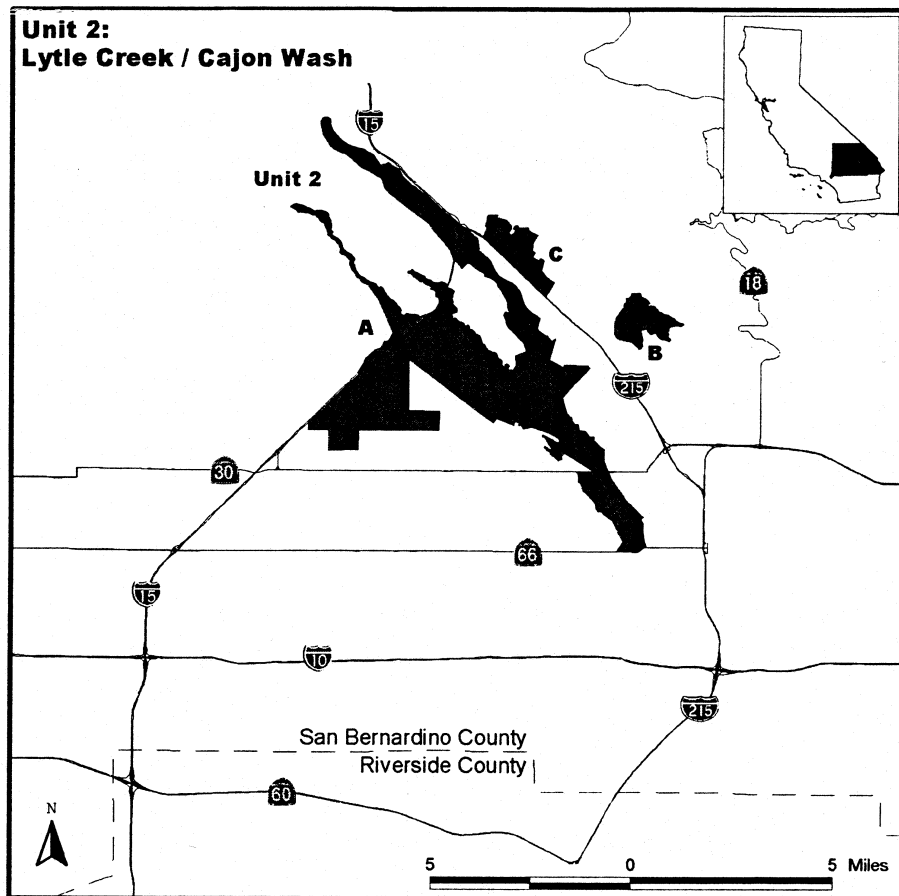 Unit 2:
Lytle Creek / Cajon Wash
15
Unit 2
C
18
A
B
215
30
66
15
10
215
San Bernardino County
Riverside County
60
N
5 0 5 Miles